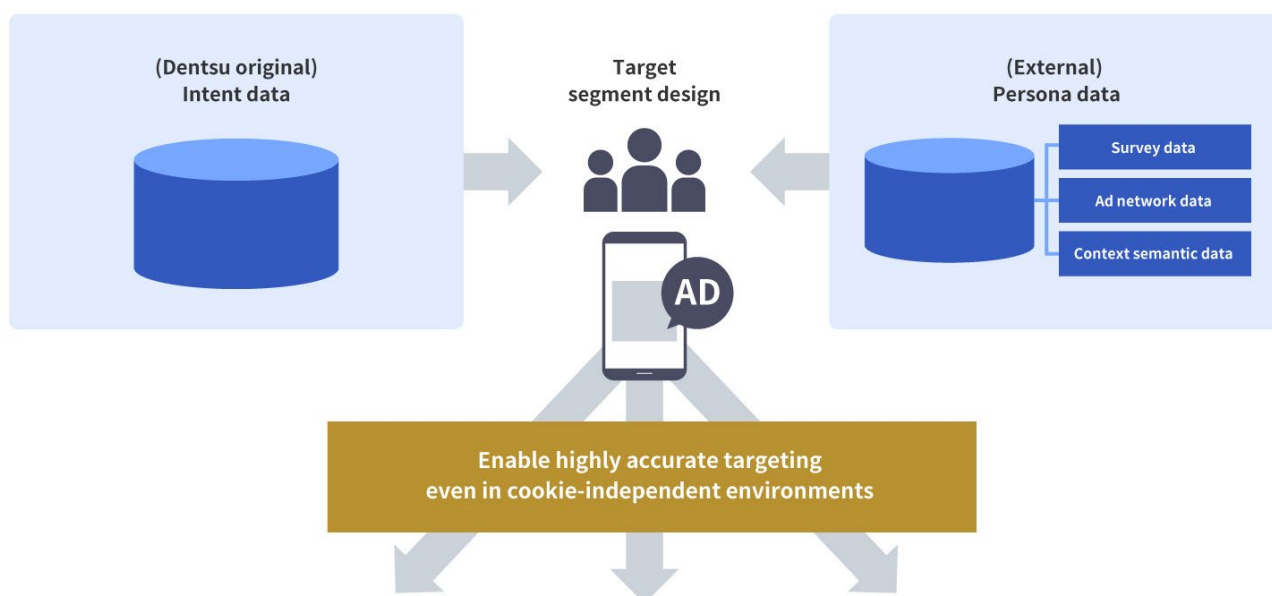 (Dentsu original)
Intent data
Target
segment design
(External)
Persona data
Survey data
Ad network data
Context semantic data
AD
Enable highly accurate targeting
even in cookie-independent environments